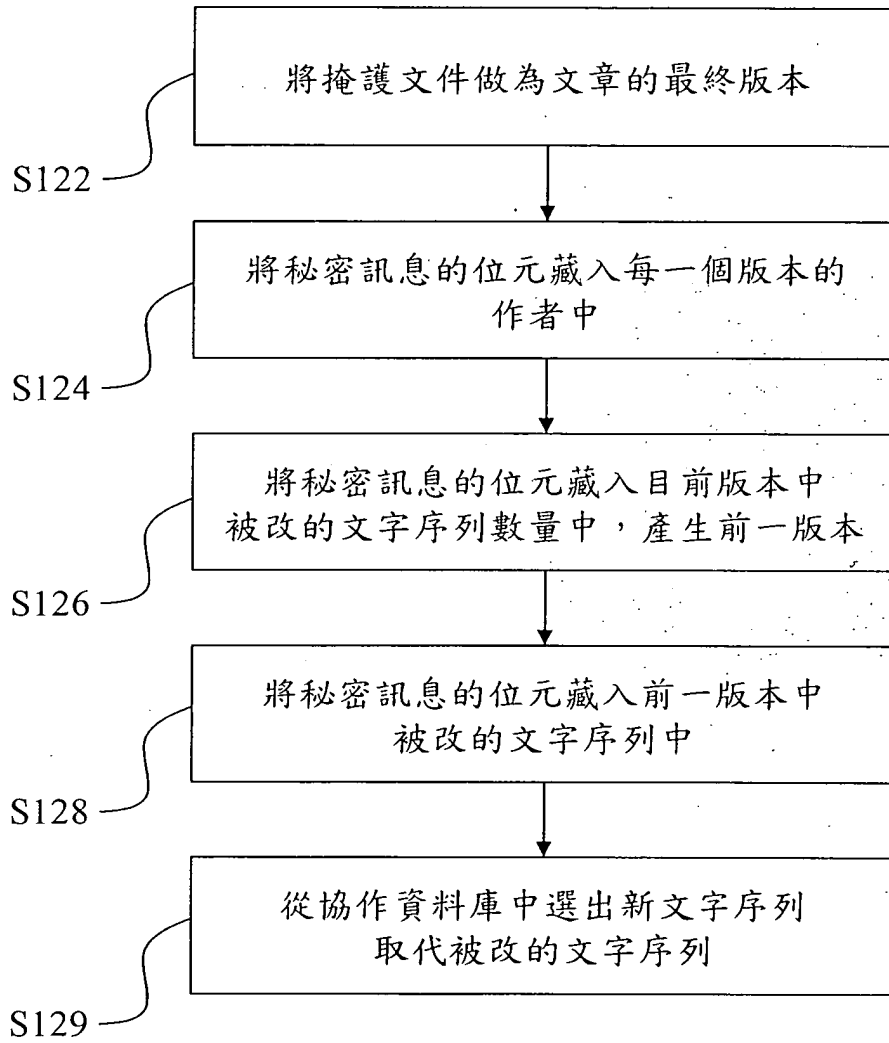 將掩護文件做為文章的最終版本
S122
將秘密訊息的位元藏入每一個版本的
作者中
S124
將秘密訊息的位元藏入目前版本中
被改的文字序列數量中，產生前一版本
S126
將秘密訊息的位元藏入前一版本中
被改的文字序列中
S128
從協作資料庫中選出新文字序列
取代被改的文字序列
S129